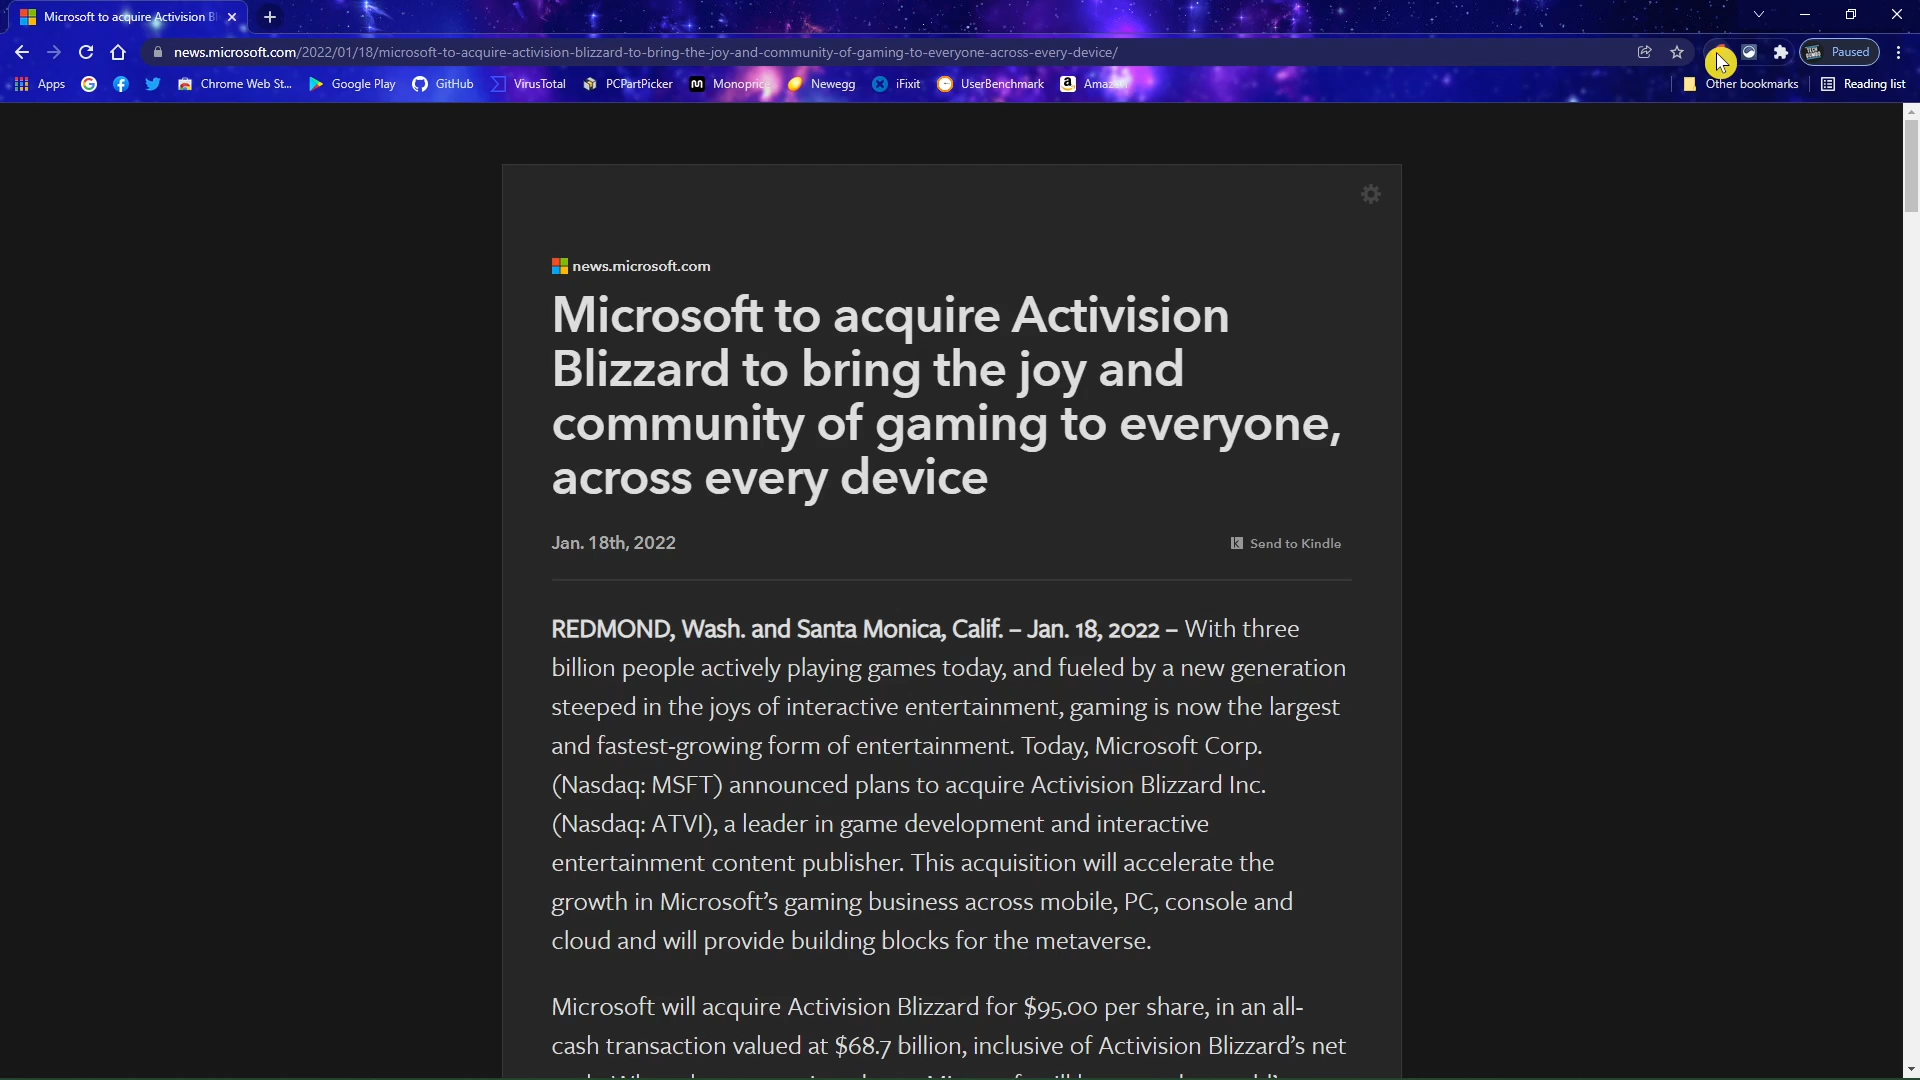 Microsoft to acquire Activision Bl
news.microsoft.com/2022/01/18/microsoft-to-acquire-activision-blizzard-to-bring-the-joy-and-community-of-gaming-to-everyone-across-every-device/
Paused
Apps
Chrome Web St...
Google Play
GitHub
VirusTotal
PCPartPicker
Monoprice
Newegg
iFixit
UserBenchmark
Other bookmarks
Reading list
news.microsoft.com
Microsoft to acquire Activision
Blizzard to bring the joy and
community of gaming to everyone,
across every device
Jan. 18th, 2022
Send to Kindle
REDMOND, Wash. and Santa Monica, Calif. – Jan. 18, 2022 – With three
billion people actively playing games today, and fueled by a new generation
steeped in the joys of interactive entertainment, gaming is now the largest
and fastest-growing form of entertainment. Today, Microsoft Corp.
(Nasdaq: MSFT) announced plans to acquire Activision Blizzard Inc.
(Nasdaq: ATVI), a leader in game development and interactive
entertainment content publisher. This acquisition will accelerate the
growth in Microsoft’s gaming business across mobile, PC, console and
cloud and will provide building blocks for the metaverse.
Microsoft will acquire Activision Blizzard for $95.00 per share, in an all-
cash transaction valued at $68.7 billion, inclusive of Activision Blizzard’s net